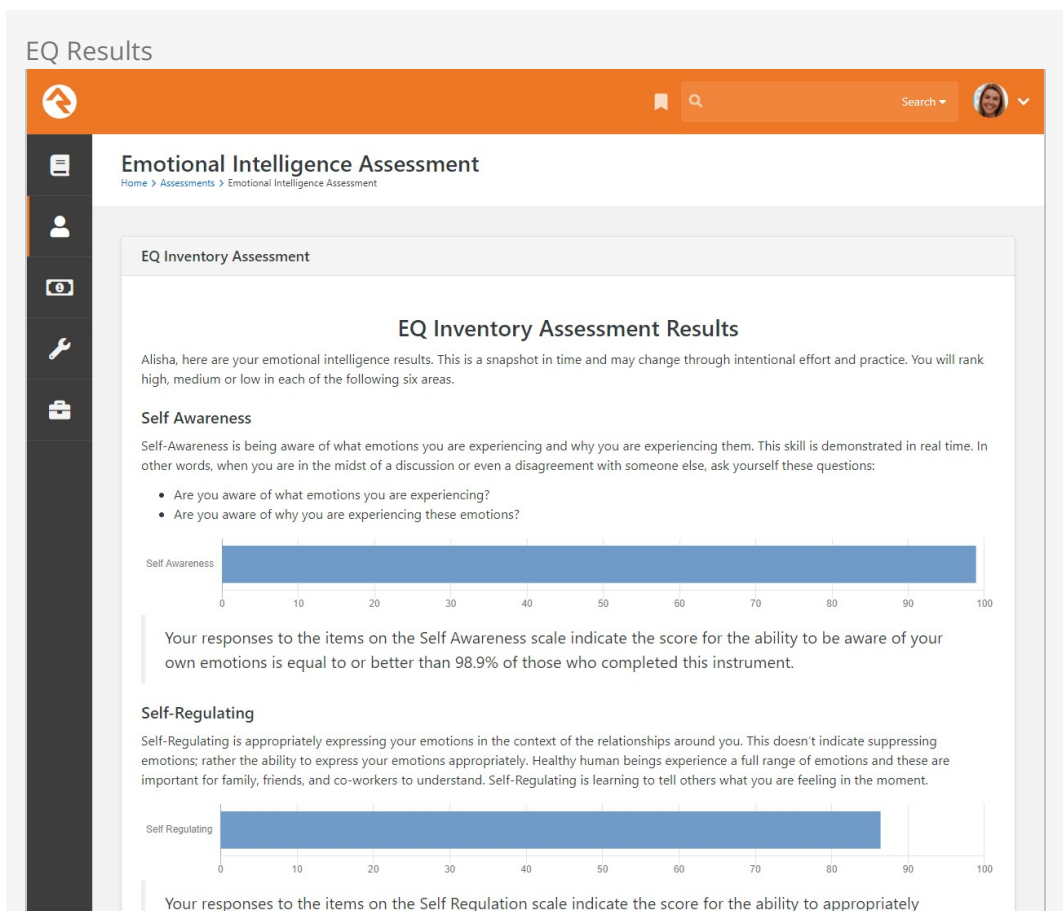 EQ Results
Search
Emotional Intelligence Assessment
Home > Assessments > Emotional Intelligence Assessment
EQ Inventory Assessment
EQ Inventory Assessment Results
Alisha, here are your emotional intelligence results. This is a snapshot in time and may change through intentional effort and practice. You will rank
high, medium or low in each of the following six areas.
Self Awareness
Self-Awareness is being aware of what emotions you are experiencing and why you are experiencing them. This skill is demonstrated in real time. In
other words, when you are in the midst of a discussion or even a disagreement with someone else, ask yourself these questions:
• Are you aware of what emotions you are experiencing?
• Are you aware of why you are experiencing these emotions?
Self Awareness
0 10 20 30 40 50 60 70 80 90 100
Your responses to the items on the Self Awareness scale indicate the score for the ability to be aware of your
own emotions is equal to or better than 98.9% of those who completed this instrument.
Self-Regulating
Self-Regulating is appropriately expressing your emotions in the context of the relationships around you. This doesn't indicate suppressing
emotions; rather the ability to express your emotions appropriately. Healthy human beings experience a full range of emotions and these are
important for family, friends, and co-workers to understand. Self-Regulating is learning to tell others what you are feeling in the moment.
Self Regulating
0 10 20 30 40 50 60 70 80 90 100
Your responses to the items on the Self Regulation scale indicate the score for the ability to appropriately